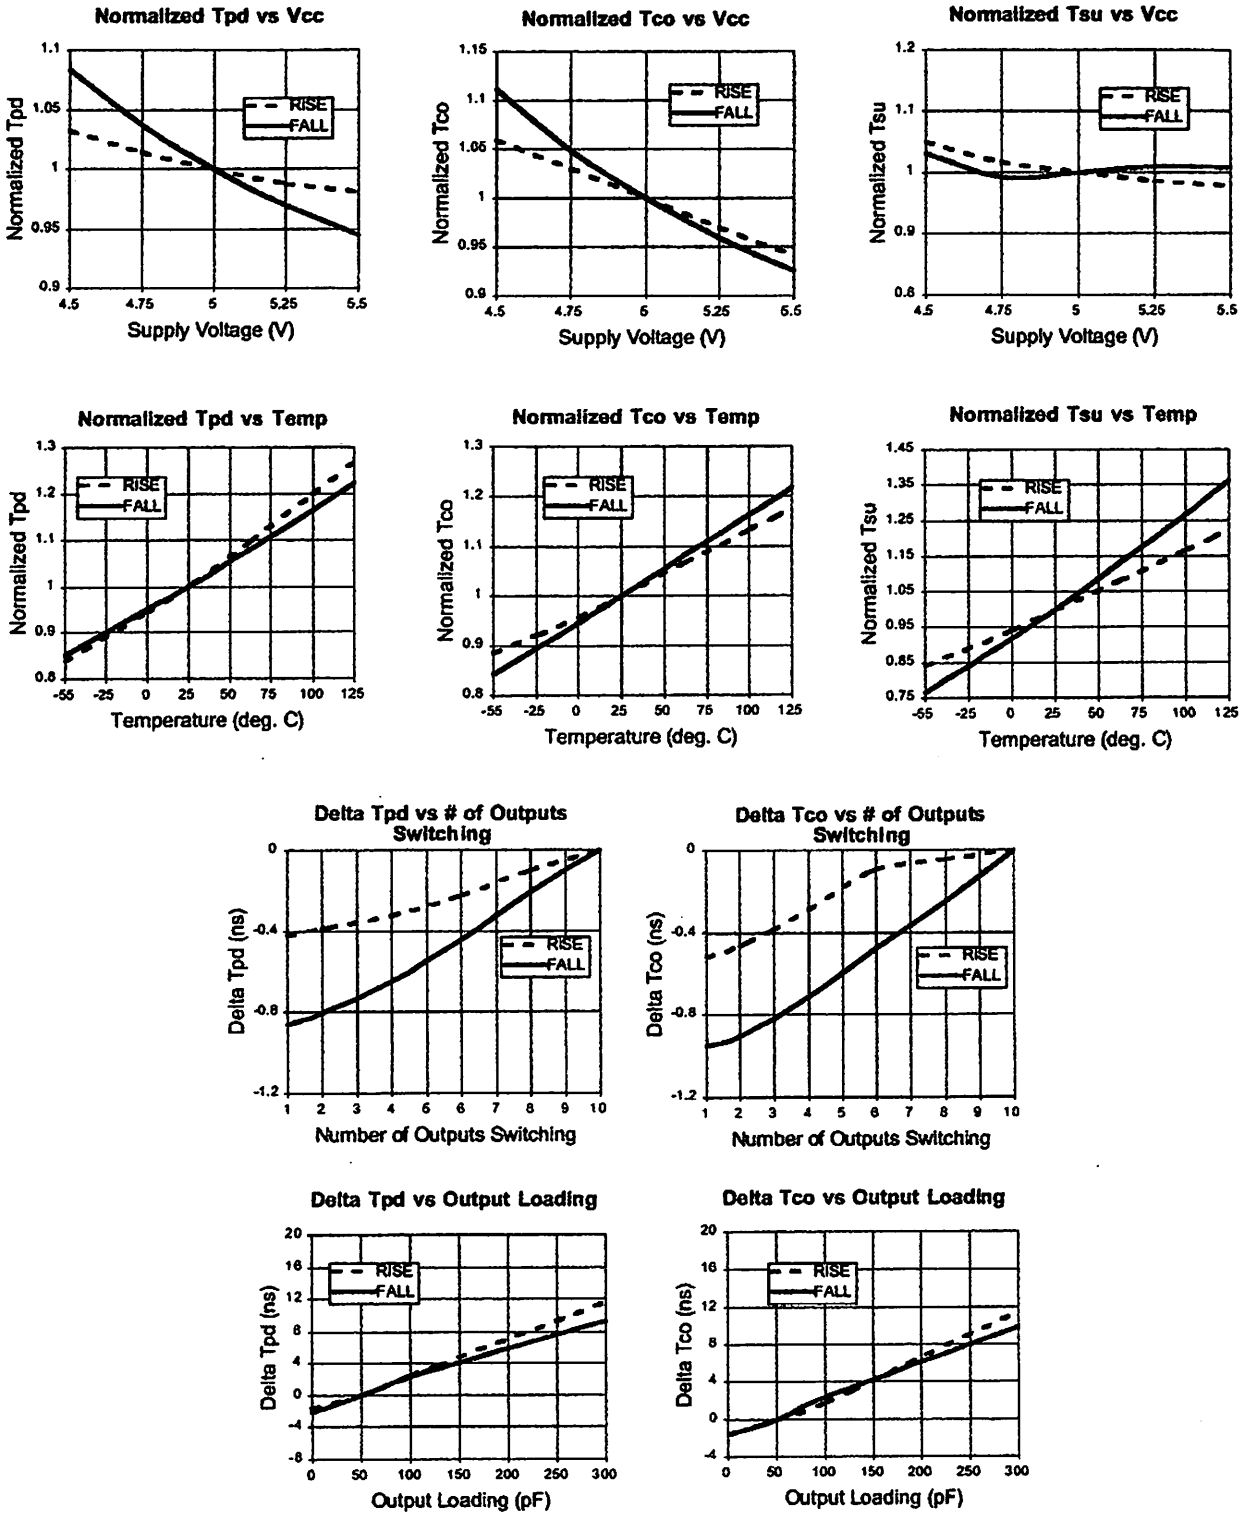 Normalized Tpd vs Vcc
Normalized Tpd
1.1
1.05
1
0.95
0.9
RISE
FALL
4.5 4.75 5 5.25 5.5
Supply Voltage (V)
Normalized Tco vs Vcc
Normalized Tco
1.15
1.1
1.05
1
0.95
0.9
RISE
FALL
4.5 4.75 5 5.25 5.5
Supply Voltage (V)
Normalized Tsu vs Vcc
Normalized Tsu
1.2
1.1
1
0.9
0.8
RISE
FALL
4.5 4.75 5 5.25 5.5
Supply Voltage (V)
Normalized Tpd vs Temp
Normalized Tpd
1.3
1.2
1.1
1
0.9
0.8
RISE
FALL
-55 -25 0 25 50 75 100 125
Temperature (deg. C)
Normalized Tco vs Temp
Normalized Tco
1.3
1.2
1.1
1
0.9
0.8
RISE
FALL
-55 -25 0 25 50 75 100 125
Temperature (deg. C)
Normalized Tsu vs Temp
Normalized Tsu
1.45
1.35
1.25
1.15
1.05
0.95
0.85
0.75
RISE
FALL
-55 -25 0 25 50 75 100 125
Temperature (deg. C)
Delta Tpd vs # of Outputs
Switching
Delta Tpd (ns)
0
-0.4
-0.8
-1.2
RISE
FALL
1 2 3 4 5 6 7 8 9 10
Number of Outputs Switching
Delta Tco vs # of Outputs
Switching
Delta Tco (ns)
0
-0.4
-0.8
-1.2
RISE
FALL
1 2 3 4 5 6 7 8 9 10
Number of Outputs Switching
Delta Tpd vs Output Loading
Delta Tpd (ns)
20
16
12
8
4
0
-4
-8
RISE
FALL
0 50 100 150 200 250 300
Output Loading (pF)
Delta Tco vs Output Loading
Delta Tco (ns)
20
16
12
8
4
0
-4
RISE
FALL
0 50 100 150 200 250 300
Output Loading (pF)